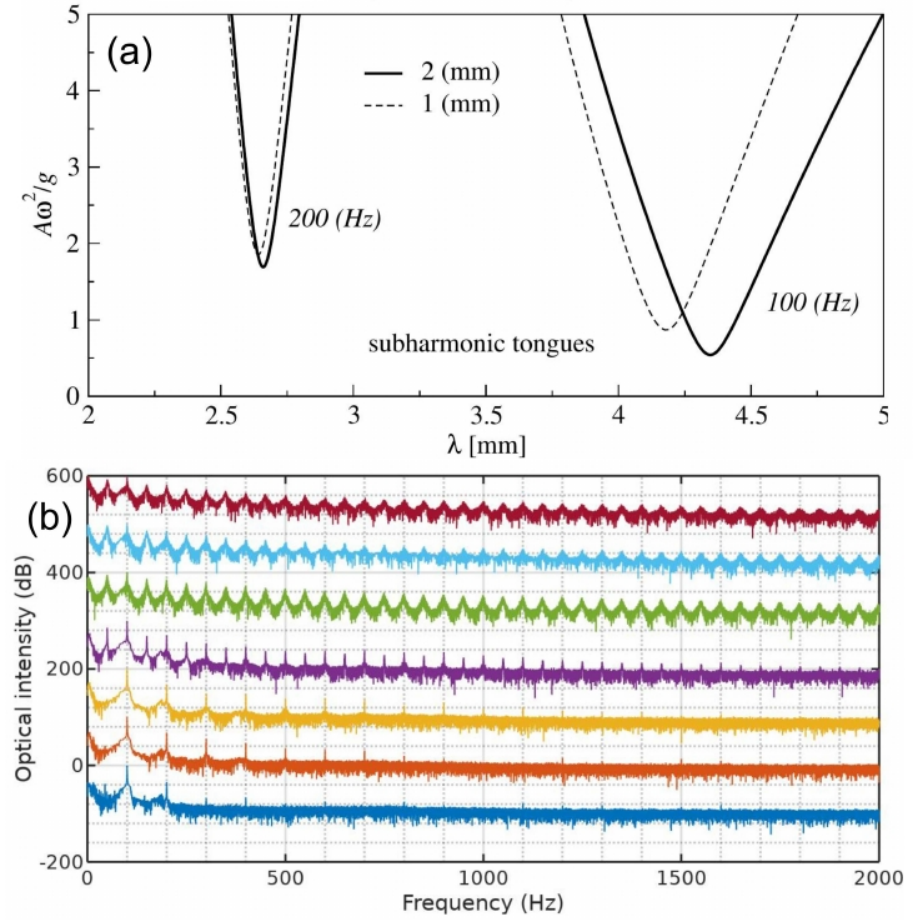 (a)
5
4
3
2
1
0
Aω²/g
2 (mm)
1 (mm)
200 (Hz)
100 (Hz)
subharmonic tongues
2 2.5 3 3.5 4 4.5 5
λ [mm]
(b)
600
400
200
0
-200
Optical intensity (dB)
0 500 1000 1500 2000
Frequency (Hz)